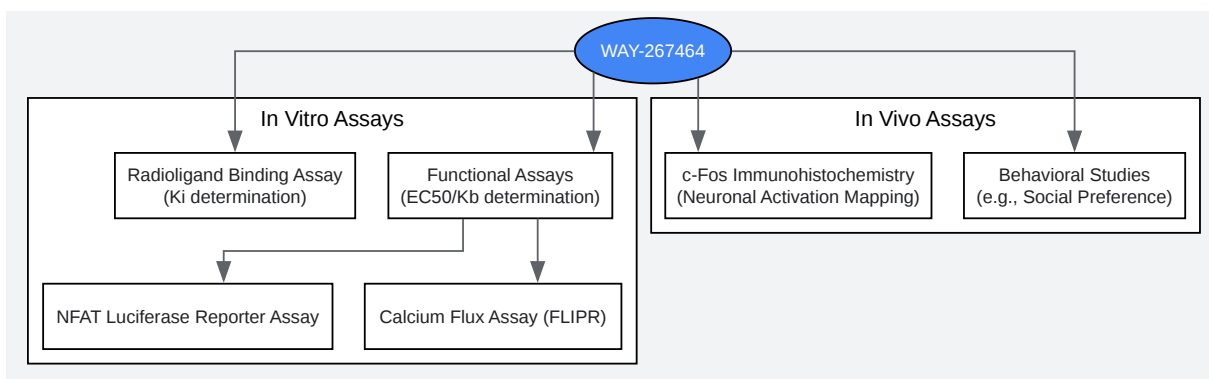 WAY-267464
In Vitro Assays
Radioligand Binding Assay
(Ki determination)
Functional Assays
(EC50/Kb determination)
NFAT Luciferase Reporter Assay
Calcium Flux Assay (FLIPR)
In Vivo Assays
c-Fos Immunohistochemistry
(Neuronal Activation Mapping)
Behavioral Studies
(e.g., Social Preference)